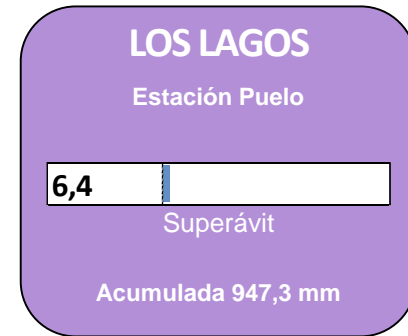 LOS LAGOS
Estación Puelo
6,4
Superávit
Acumulada 947,3 mm